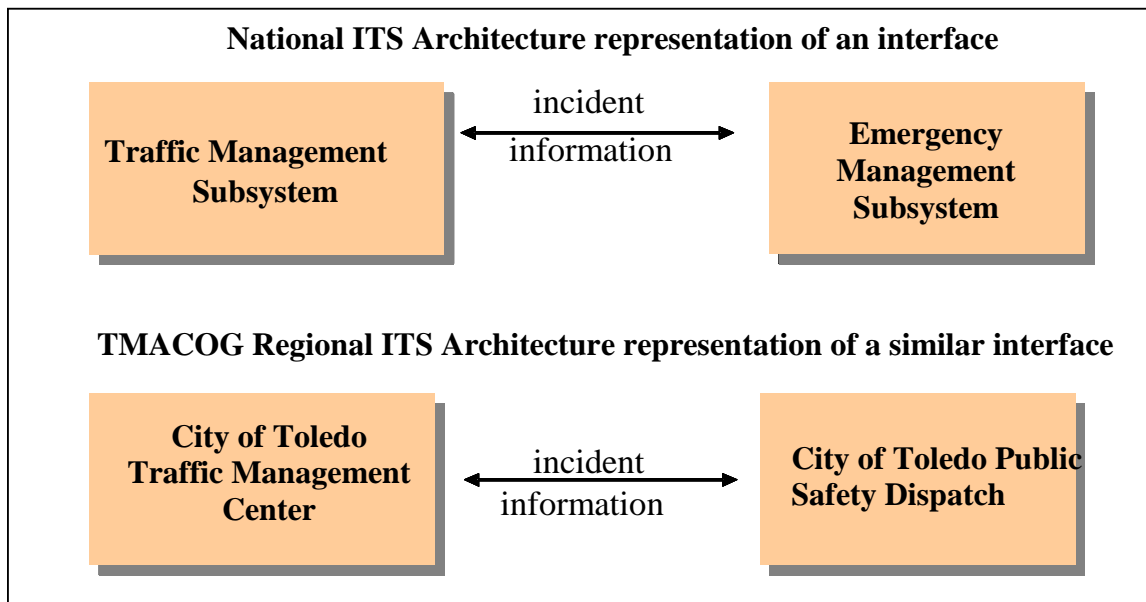 National ITS Architecture representation of an interface
Traffic Management
Subsystem
incident
information
Emergency
Management
Subsystem
TMACOG Regional ITS Architecture representation of a similar interface
City of Toledo
Traffic Management
Center
incident
information
City of Toledo Public
Safety Dispatch